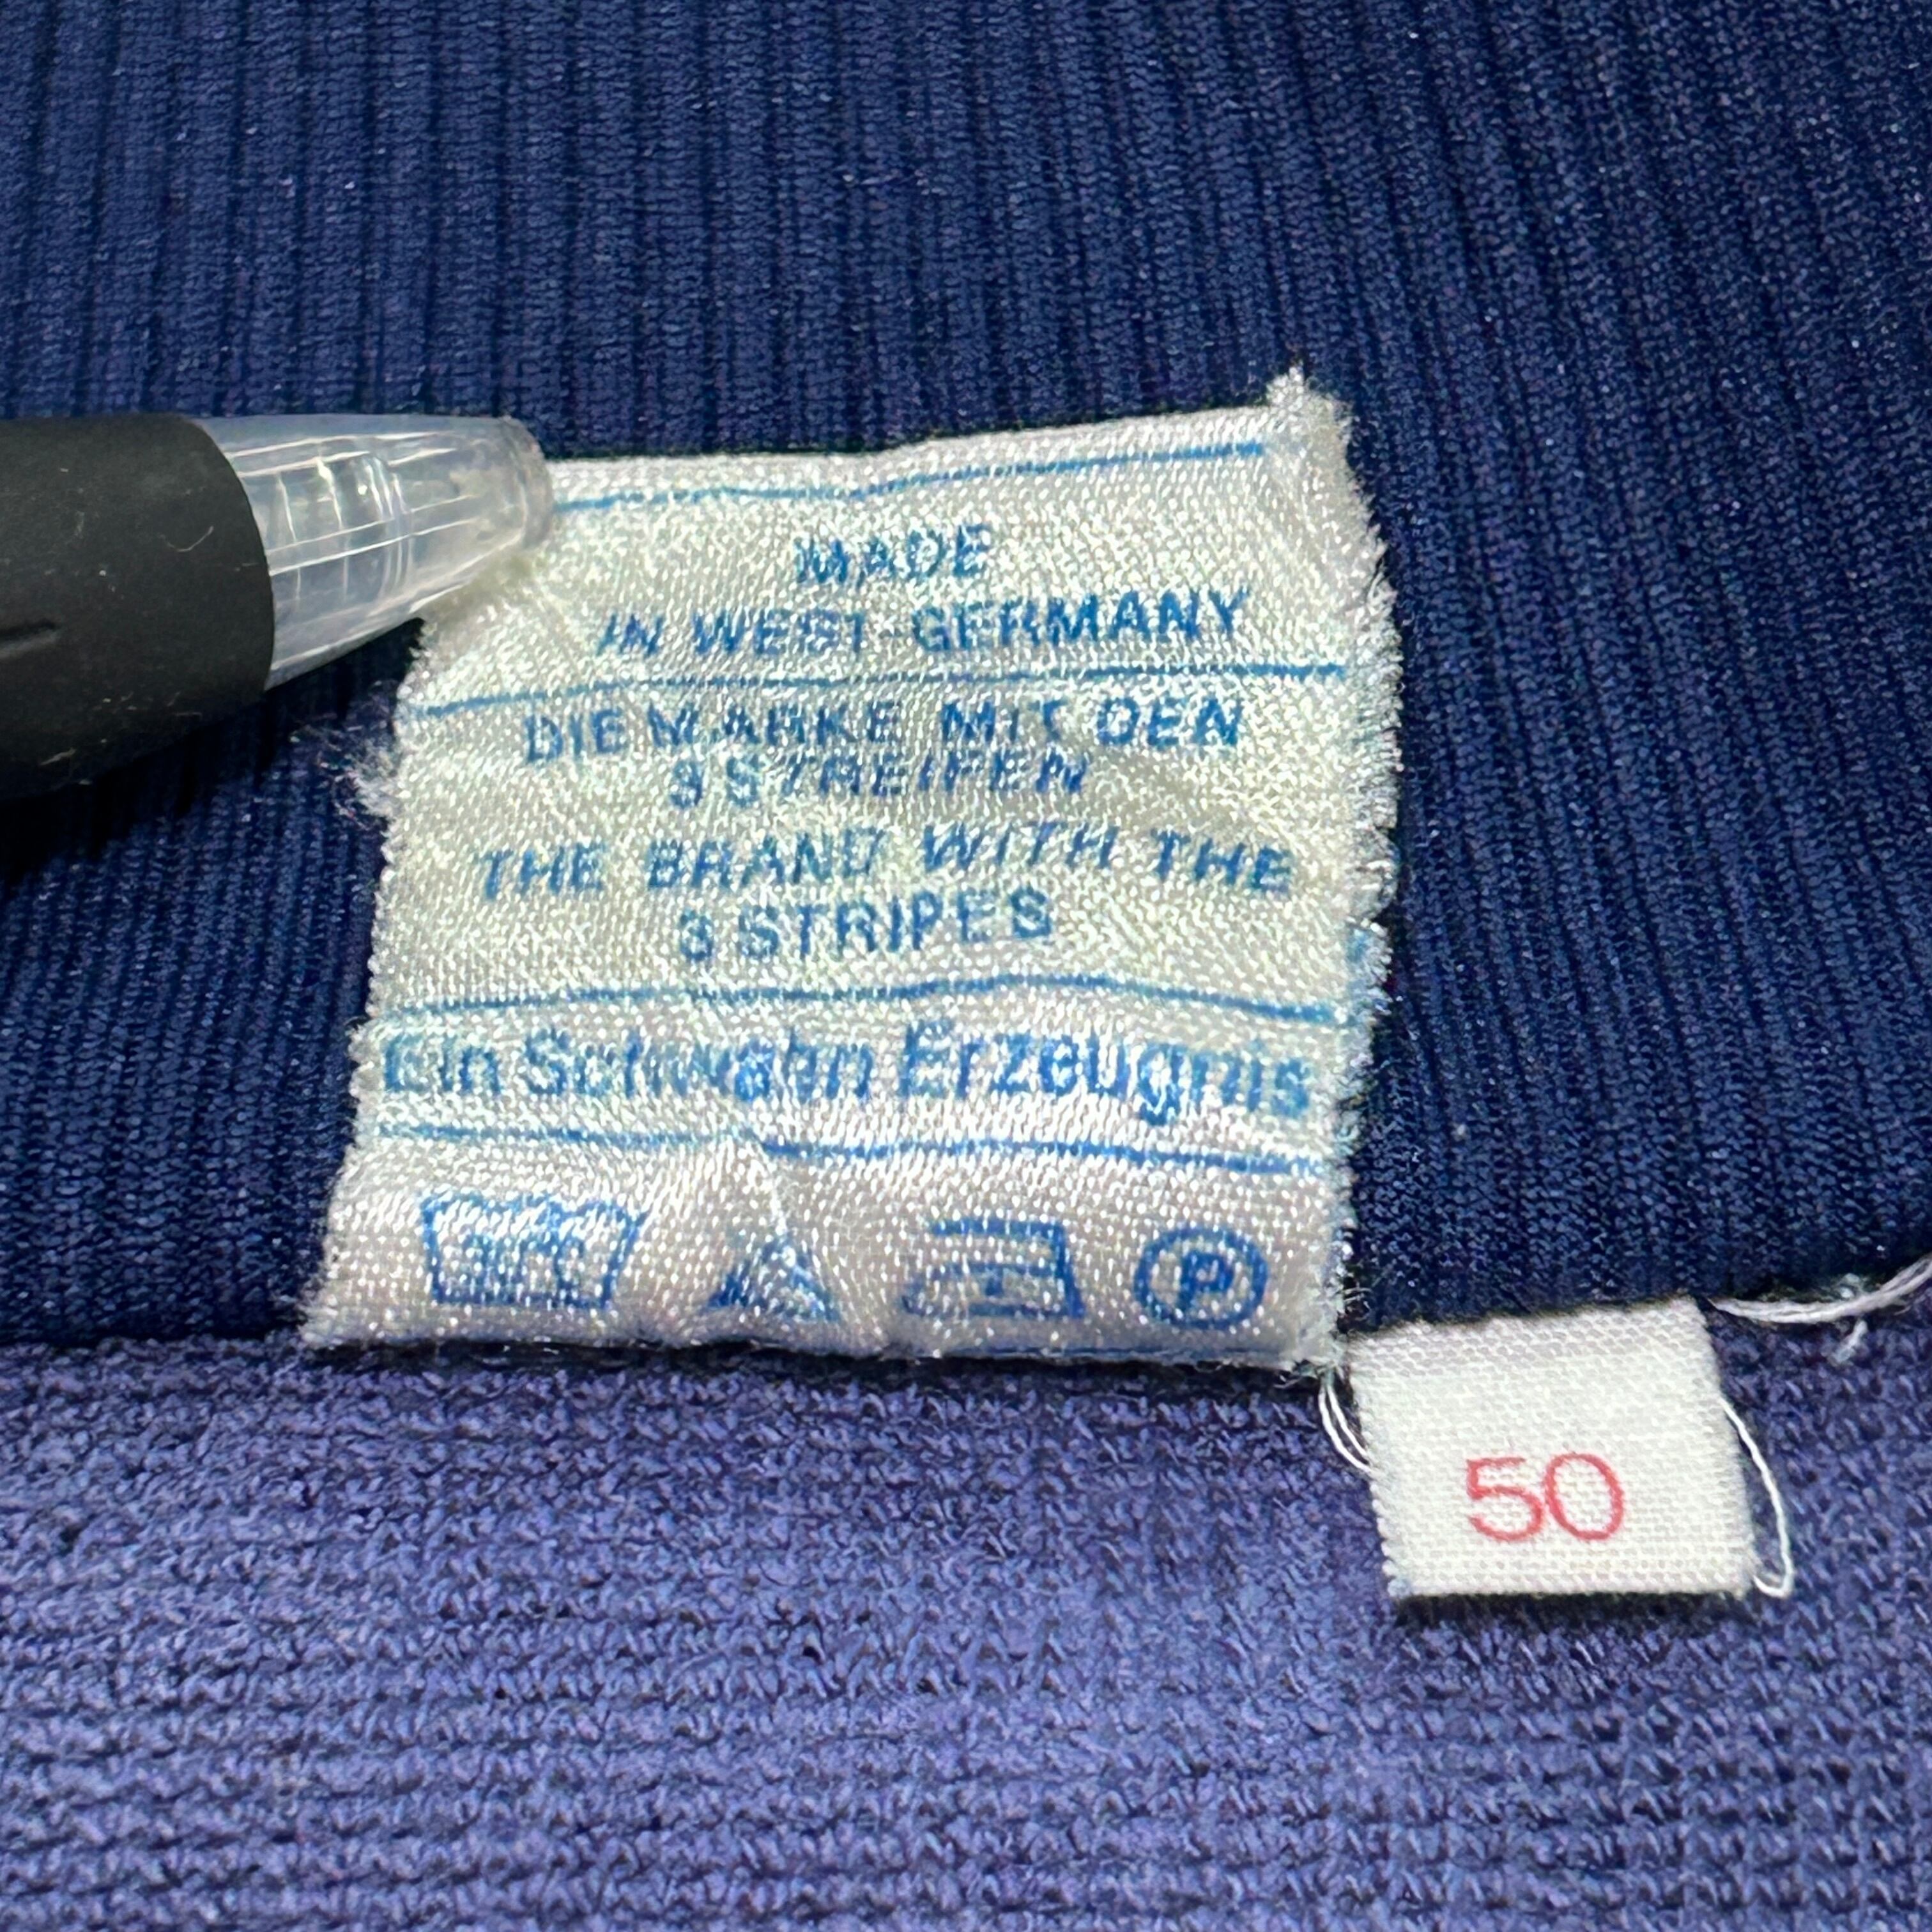 MADE
IN WEST-GERMANY
DIE MARKE MIT DEN
3 STREIFEN
THE BRAND WITH THE
3 STRIPES
Ein Schwahn Erzeugnis
P
50